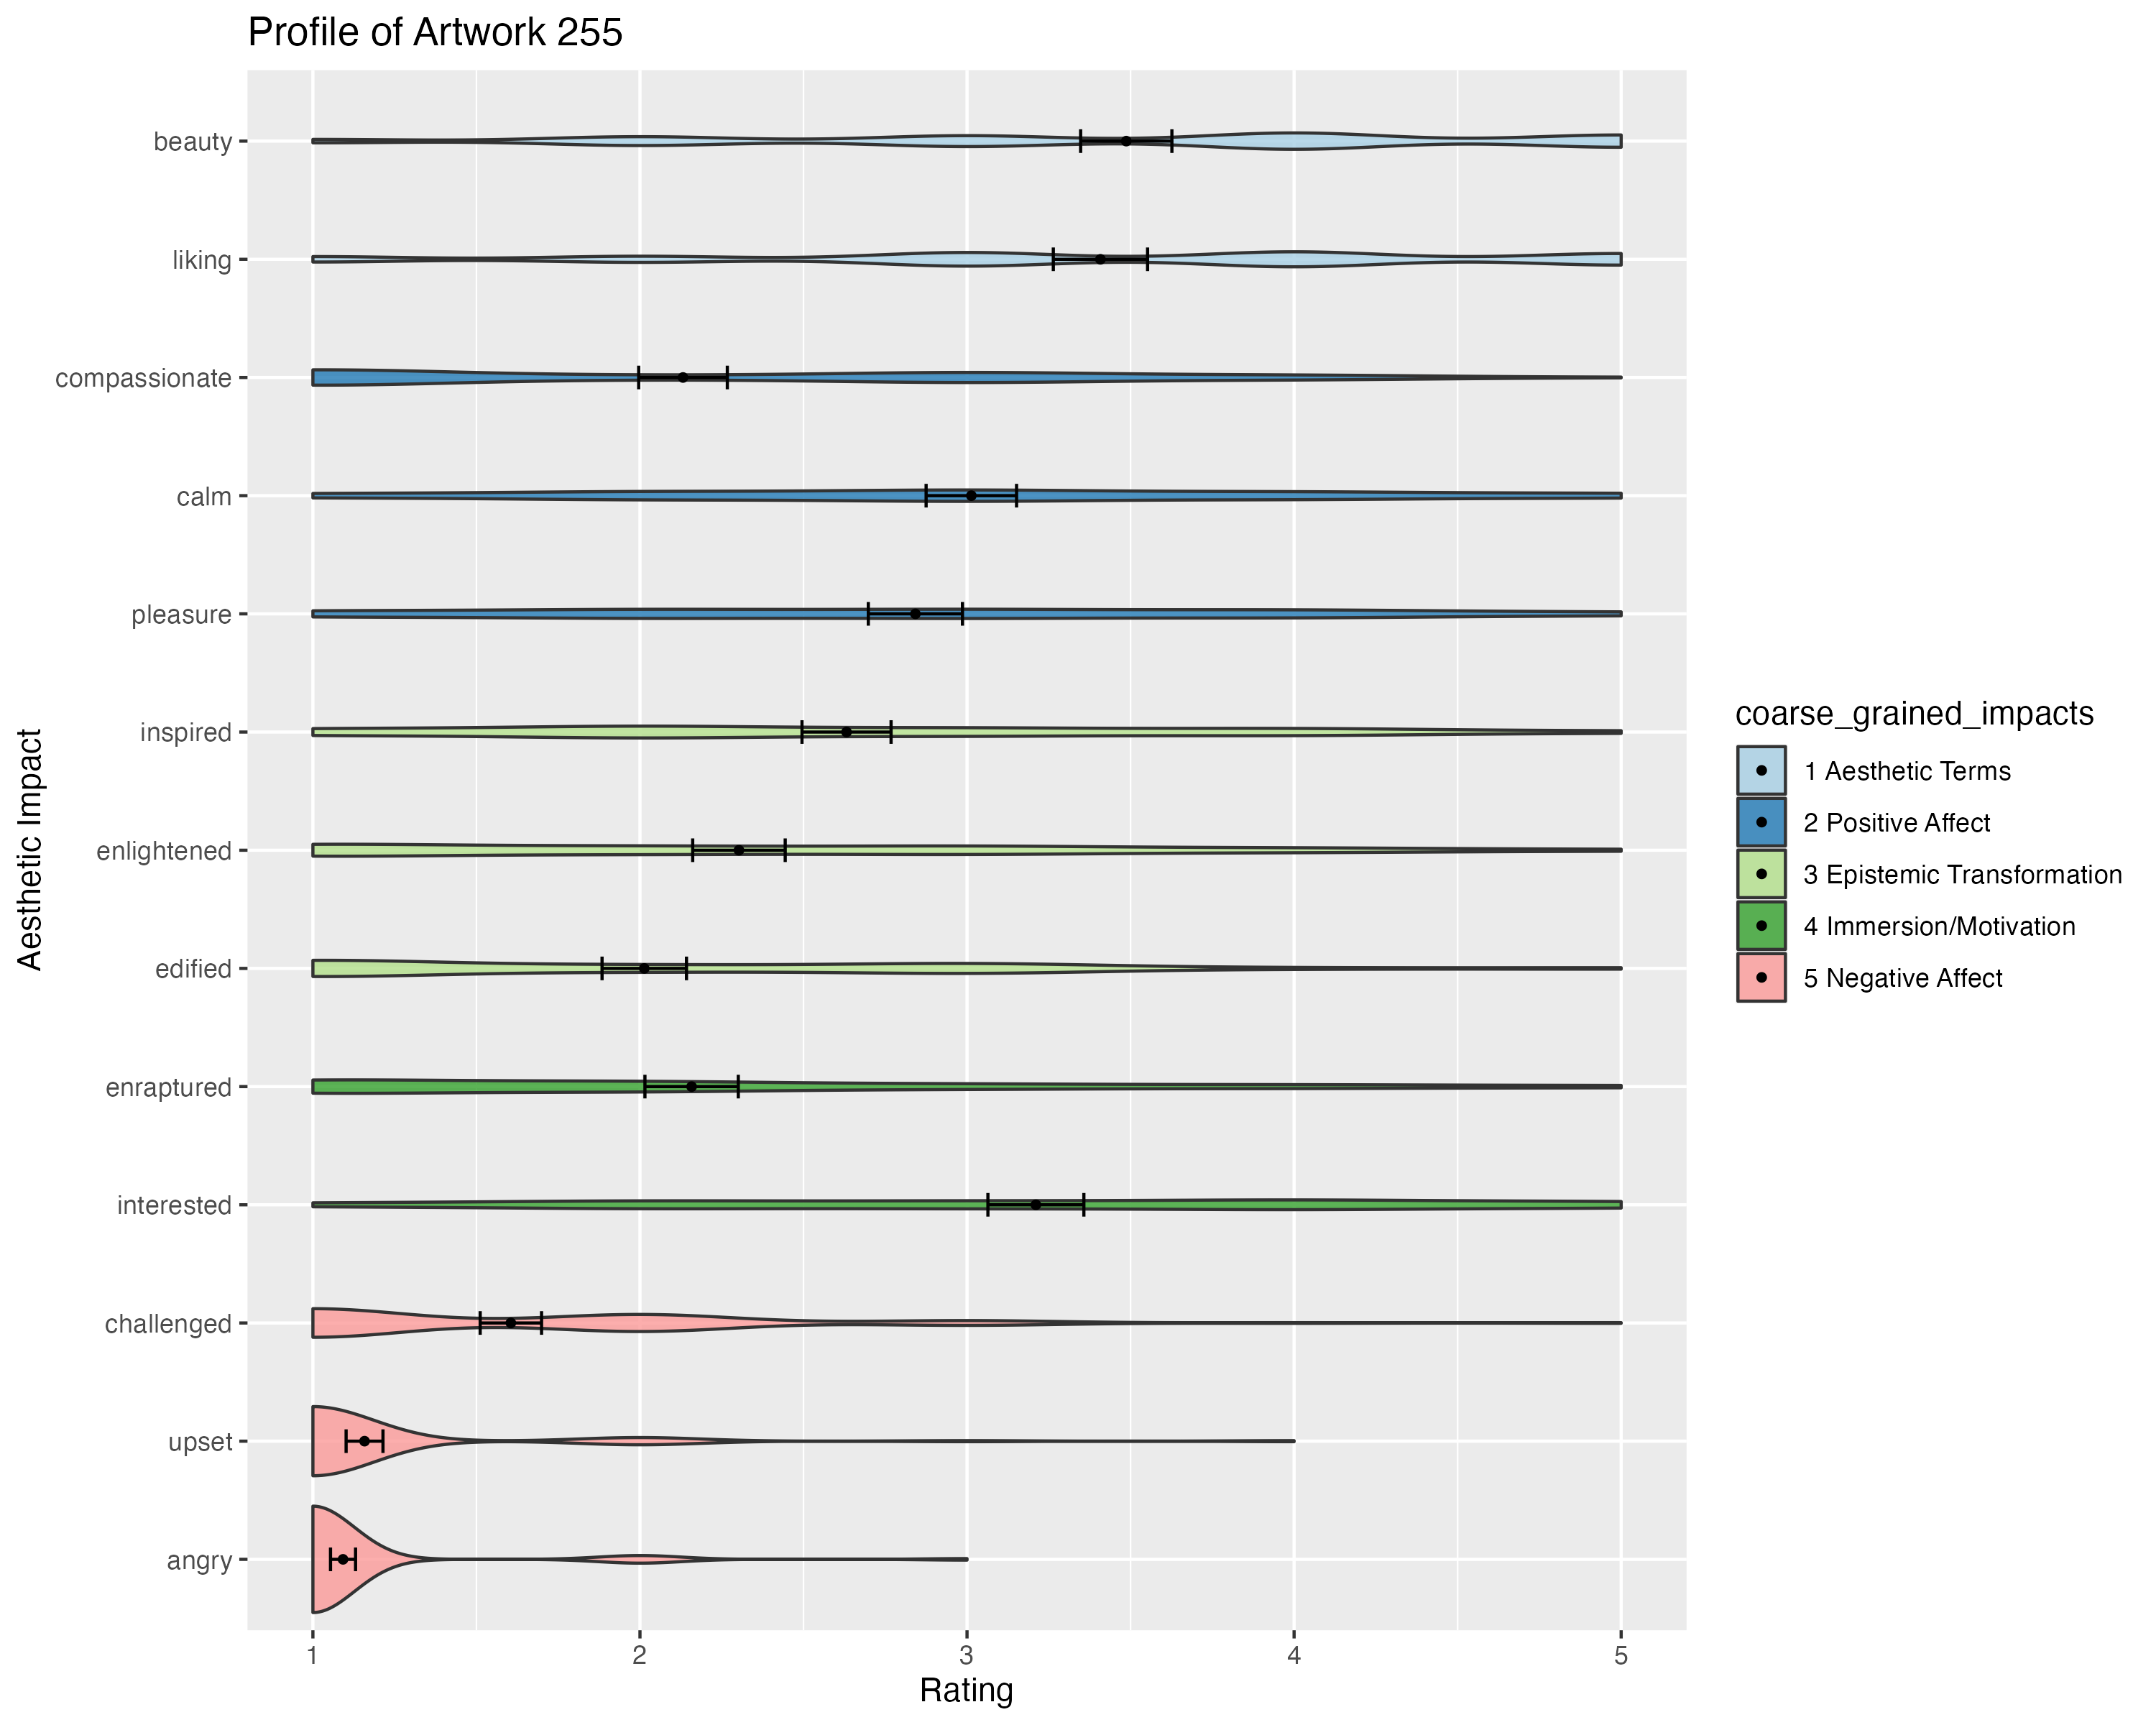 Profile of Artwork 255
beauty
liking
compassionate
calm
pleasure
inspired
enlightened
edified
enraptured
interested
challenged
upset
angry
Aesthetic Impact
1 2 3 4 5
Rating
coarse_grained_impacts
1 Aesthetic Terms
2 Positive Affect
3 Epistemic Transformation
4 Immersion/Motivation
5 Negative Affect